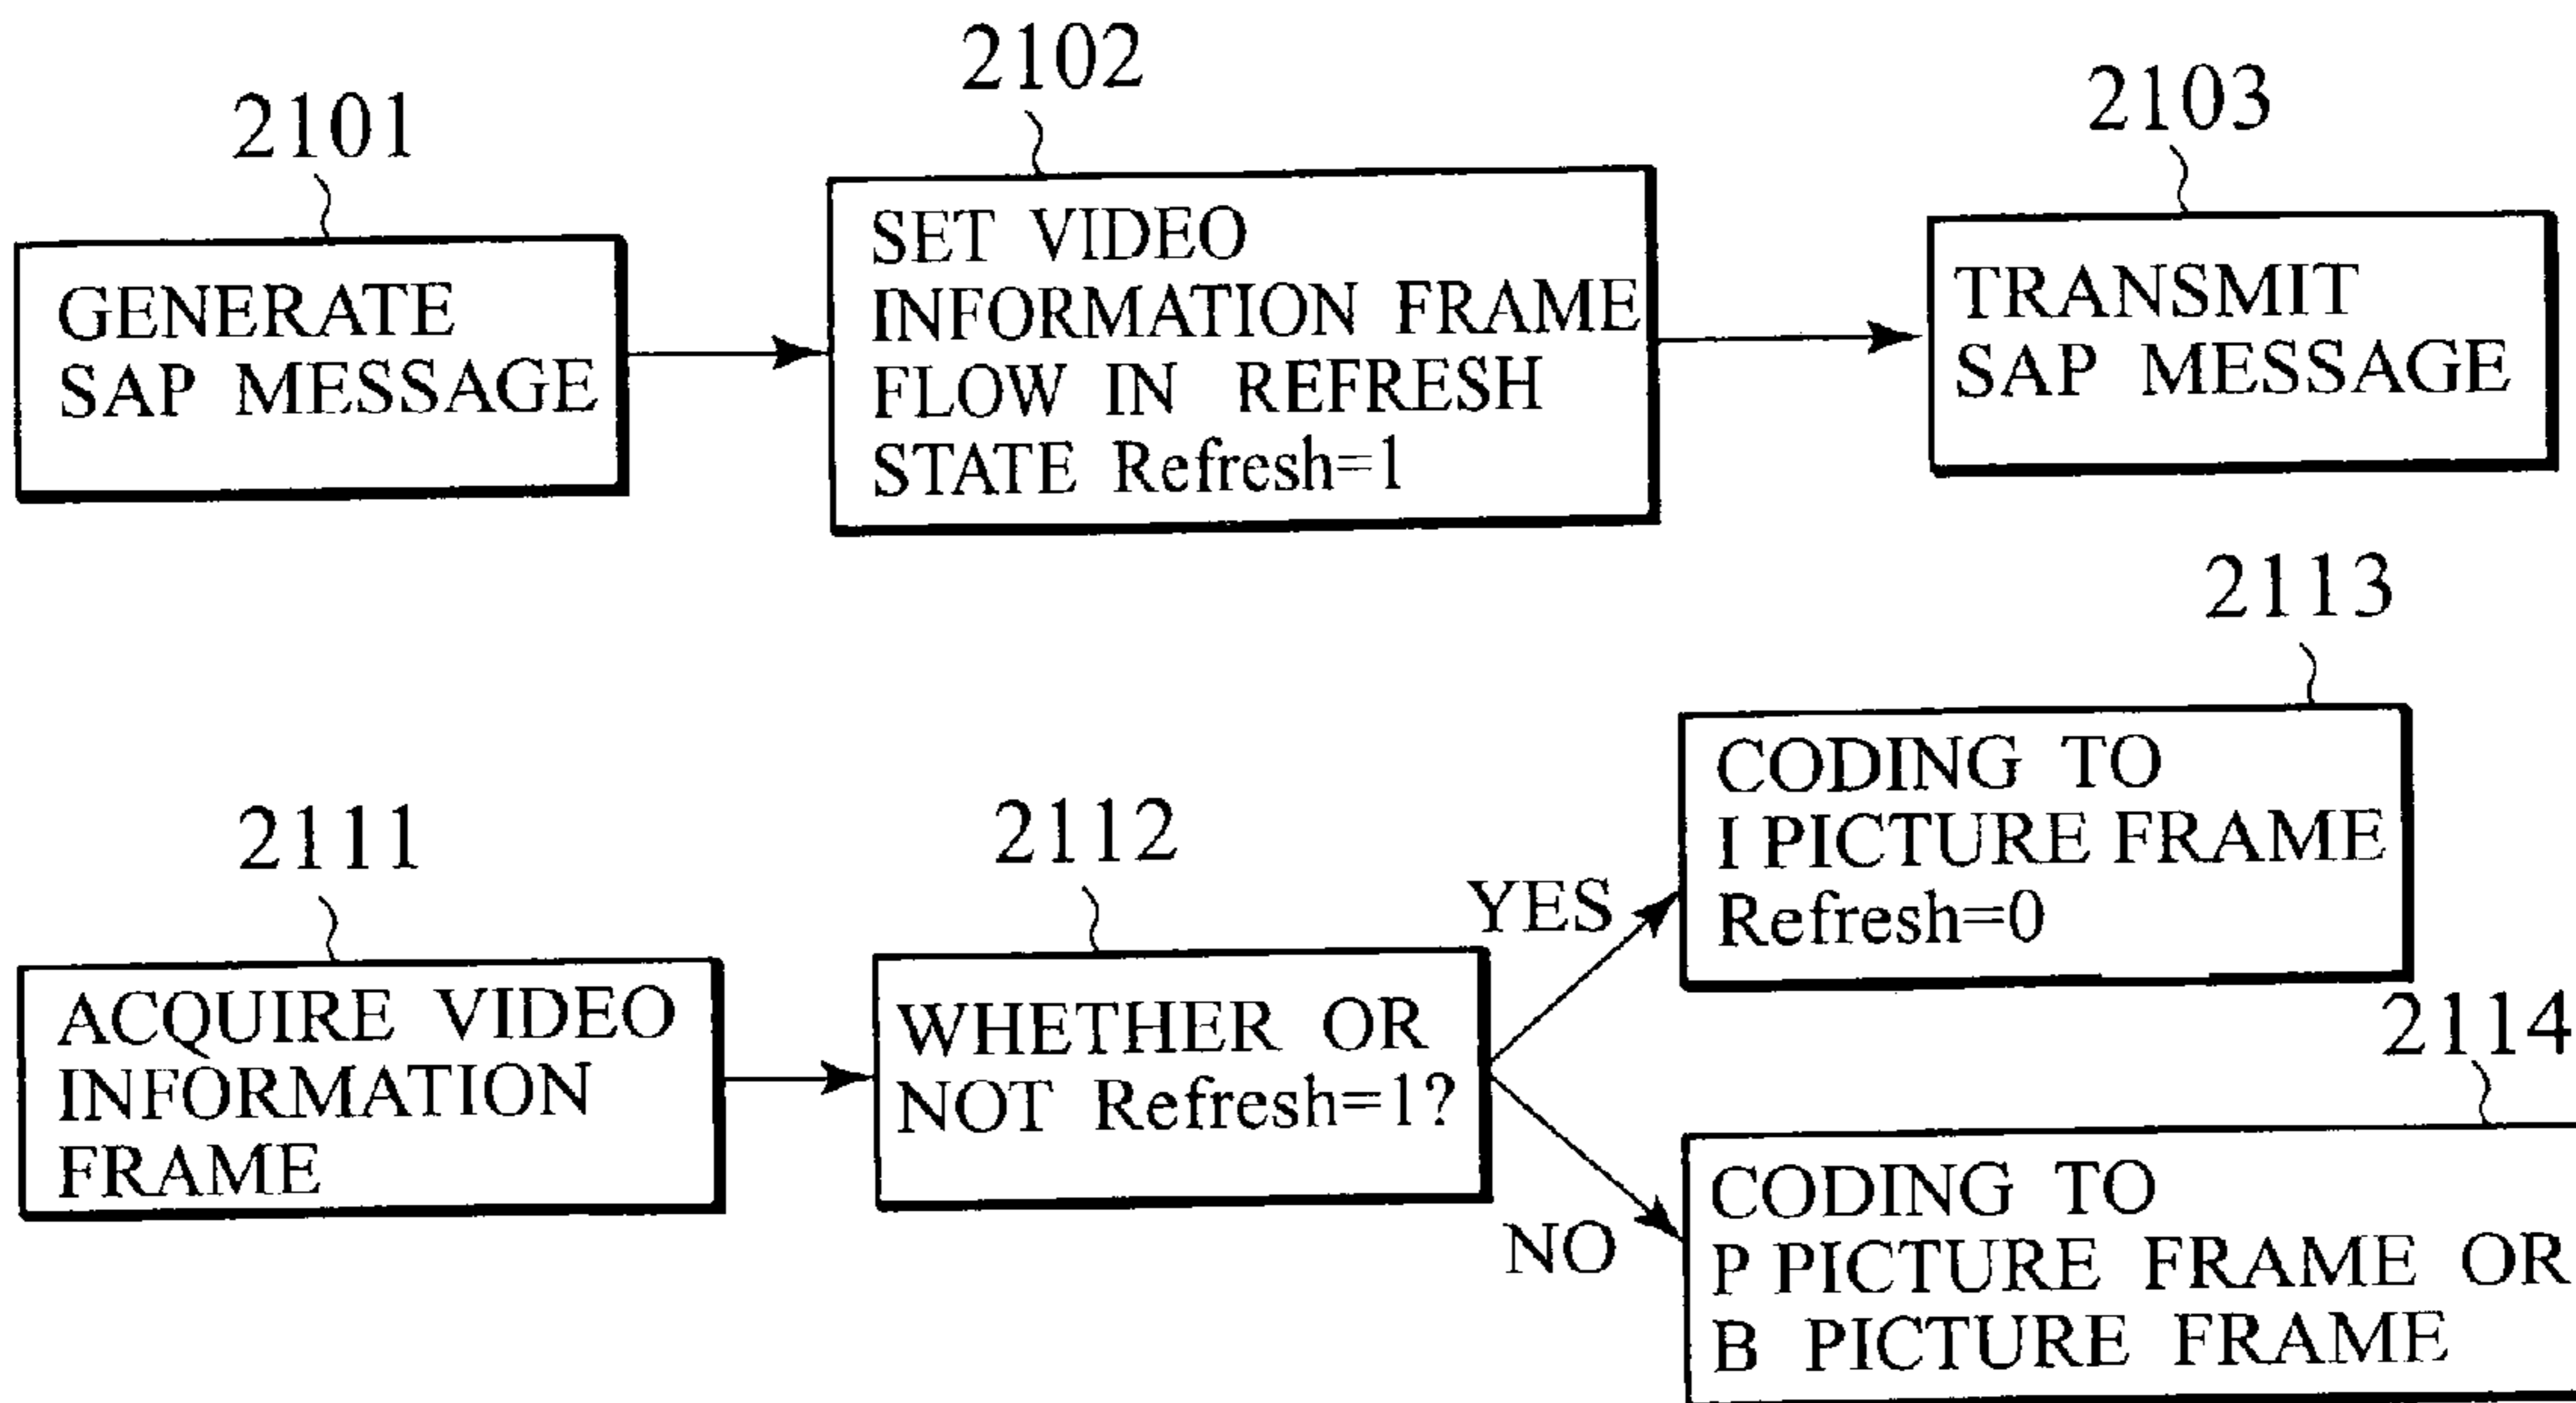 2101
GENERATE
SAP MESSAGE
2102
SET VIDEO
INFORMATION FRAME
FLOW IN REFRESH
STATE Refresh=1
2103
TRANSMIT
SAP MESSAGE
2111
ACQUIRE VIDEO
INFORMATION
FRAME
2112
WHETHER OR
NOT Refresh=1?
YES
NO
2113
CODING TO
I PICTURE FRAME
Refresh=0
2114
CODING TO
P PICTURE FRAME OR
B PICTURE FRAME